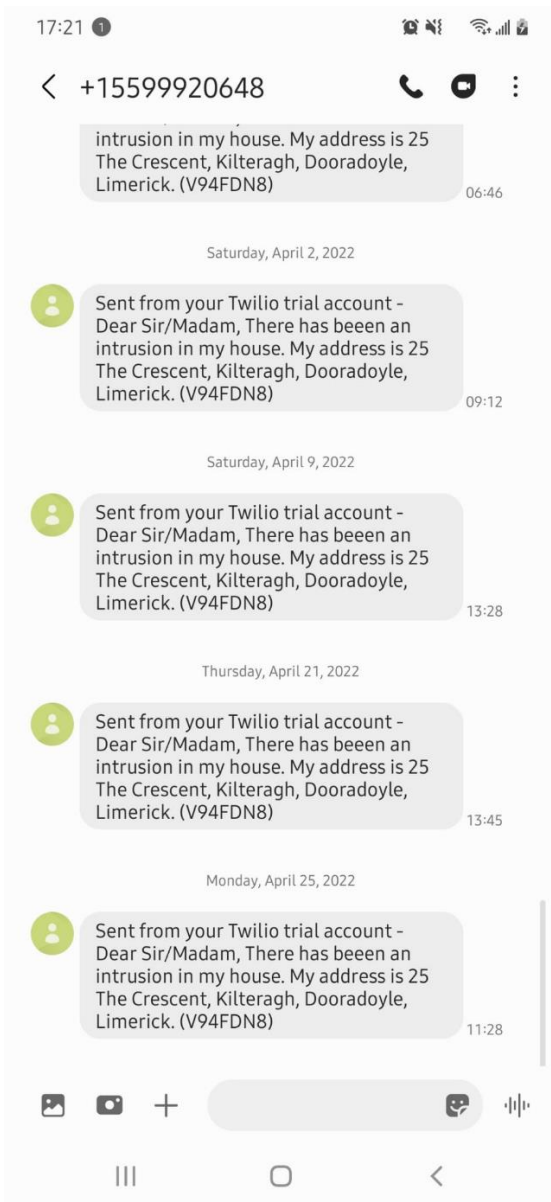 17:21 1
+15599920648
intrusion in my house. My address is 25
The Crescent, Kilteragh, Dooradoyle,
Limerick. (V94FDN8)
06:46
Saturday, April 2, 2022
Sent from your Twilio trial account -
Dear Sir/Madam, There has beeen an
intrusion in my house. My address is 25
The Crescent, Kilteragh, Dooradoyle,
Limerick. (V94FDN8)
09:12
Saturday, April 9, 2022
Sent from your Twilio trial account -
Dear Sir/Madam, There has beeen an
intrusion in my house. My address is 25
The Crescent, Kilteragh, Dooradoyle,
Limerick. (V94FDN8)
13:28
Thursday, April 21, 2022
Sent from your Twilio trial account -
Dear Sir/Madam, There has beeen an
intrusion in my house. My address is 25
The Crescent, Kilteragh, Dooradoyle,
Limerick. (V94FDN8)
13:45
Monday, April 25, 2022
Sent from your Twilio trial account -
Dear Sir/Madam, There has beeen an
intrusion in my house. My address is 25
The Crescent, Kilteragh, Dooradoyle,
Limerick. (V94FDN8)
11:28